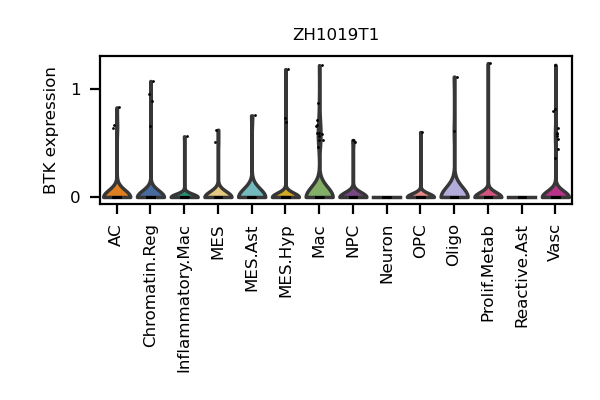 ZH1019T1
BTK expression
1
0
AC
Chromatin.Reg
Inflammatory.Mac
MES
MES.Ast
MES.Hyp
Mac
NPC
Neuron
OPC
Oligo
Prolif.Metab
Reactive.Ast
Vasc